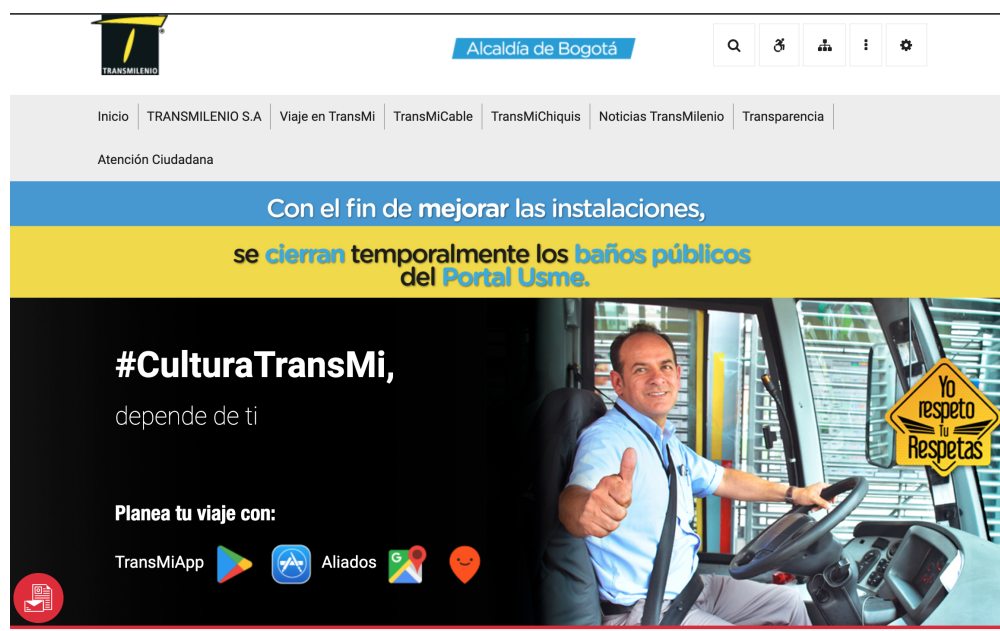 TRANSMILENIO
Alcaldía de Bogotá
Inicio
TRANSMILENIO S.A
Viaje en TransMi
TransMiCable
TransMiChiquis
Noticias TransMilenio
Transparencia
Atención Ciudadana
Con el fin de mejorar las instalaciones,
se cierran temporalmente los baños públicos
del Portal Usme.
#CulturaTransMi,
depende de ti
Yo
respeto
Tu
Respetas
Planea tu viaje con:
TransMiApp
Aliados